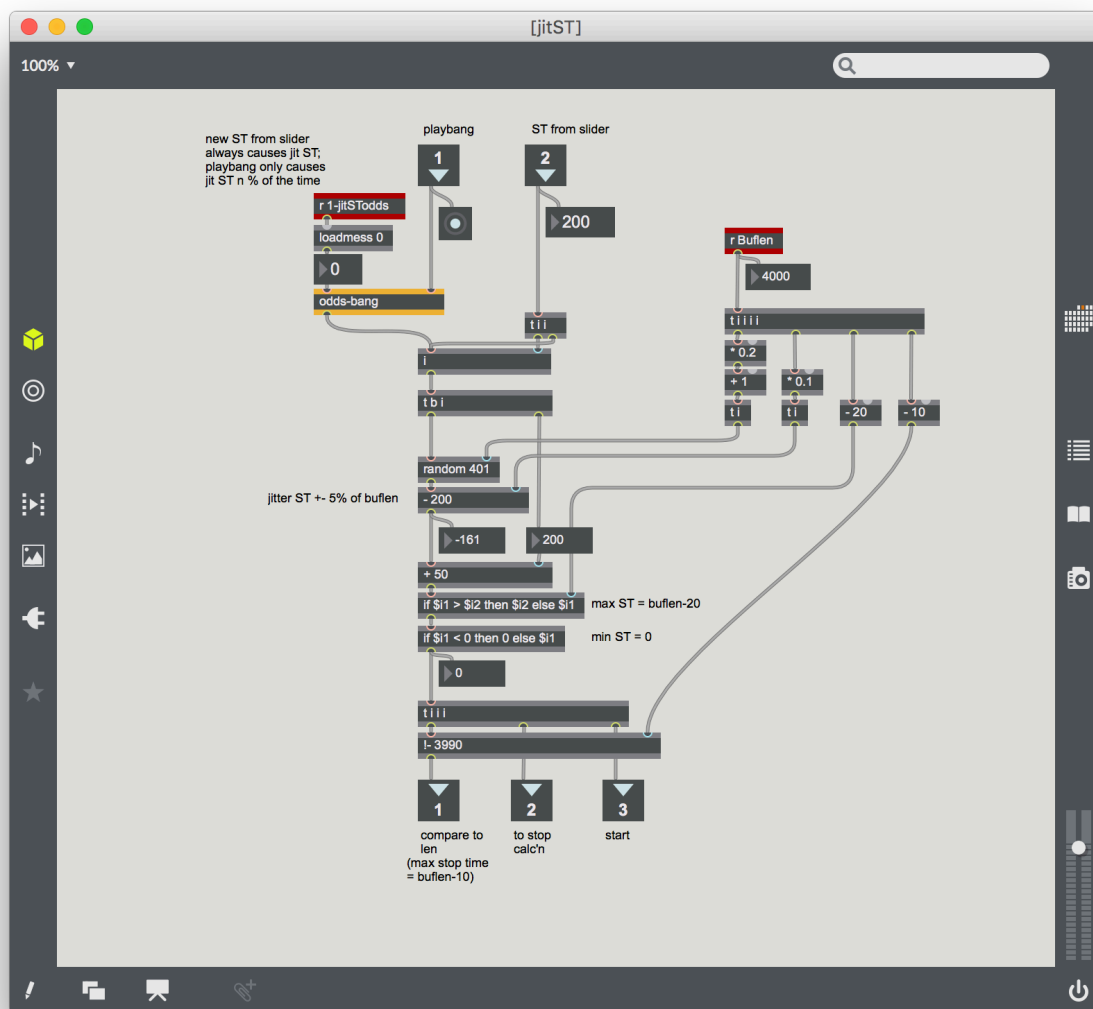 [jitST]
100%
new ST from slider
always causes jit ST;
playbang only causes
jit ST n % of the time
playbang
ST from slider
1
2
r 1-jitSTodds
200
loadmess 0
r Buflen
0
4000
odds-bang
t i i
t i i i i
i
* 0.2
+ 1
* 0.1
t b i
t i
t i
- 20
- 10
random 401
jitter ST +- 5% of buflen
- 200
-161
200
+ 50
if $i1 > $i2 then $i2 else $i1
max ST = buflen-20
if $i1 < 0 then 0 else $i1
min ST = 0
0
t i i i
!- 3990
1
2
3
compare to
len
(max stop time
= buflen-10)
to stop
calc'n
start